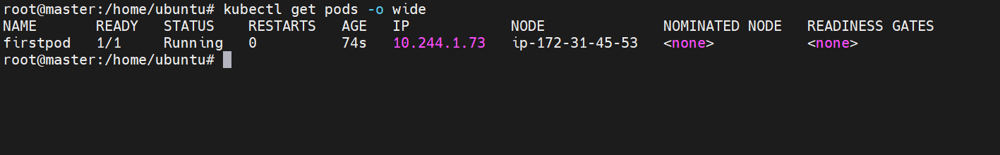 root@master:/home/ubuntu# kubectl get pods -o wide
NAME READY STATUS RESTARTS AGE IP NODE NOMINATED NODE READINESS GATES
firstpod 1/1 Running 0 74s 10.244.1.73 ip-172-31-45-53 <none> <none>
root@master:/home/ubuntu#